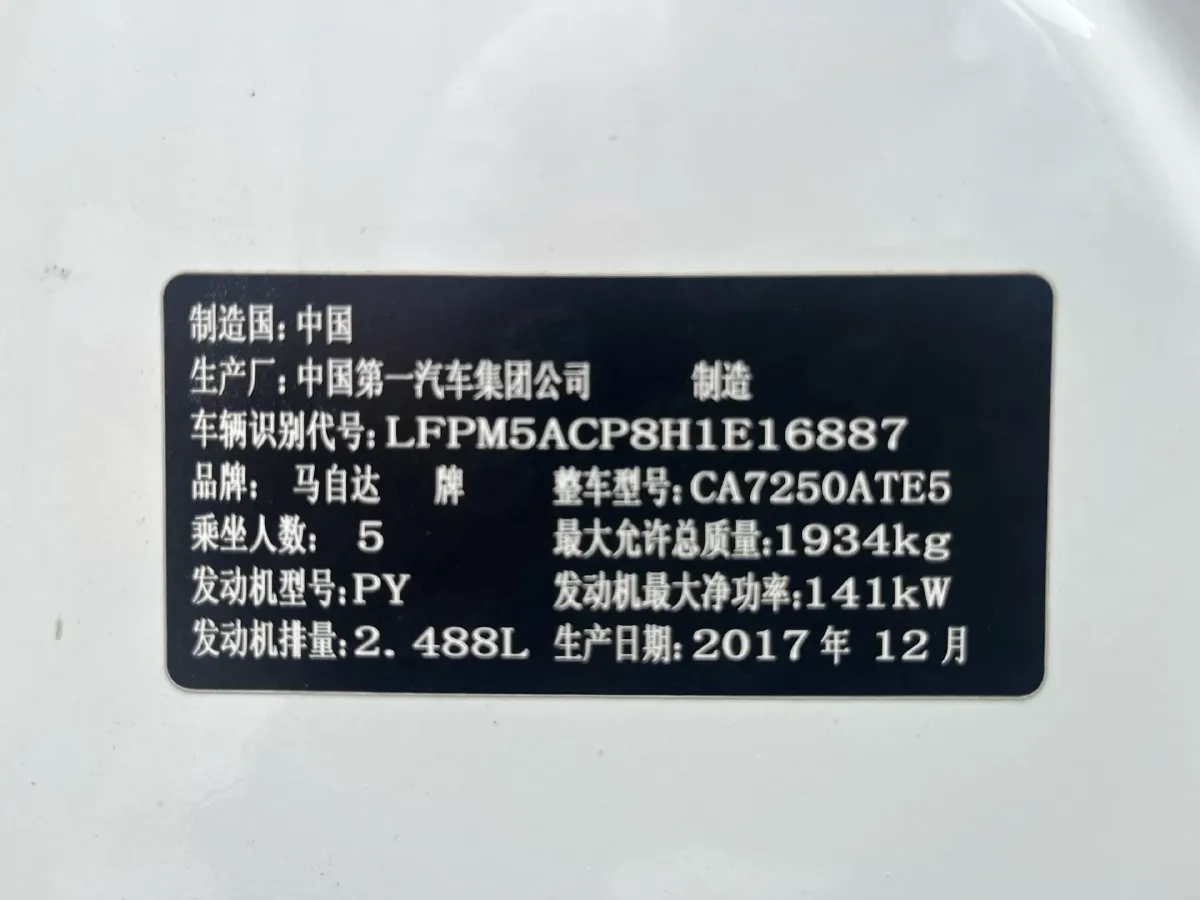 制造国:中国
生产厂:中国第一汽车集团公司 制造
车辆识别代号:LFPM5ACP8H1E16887
品牌: 马自达 牌 整车型号:CA7250ATE5
乘坐人数: 5 最大允许总质量:1934kg
发动机型号:PY 发动机最大净功率:141kW
发动机排量:2.488L 生产日期:2017年 12月